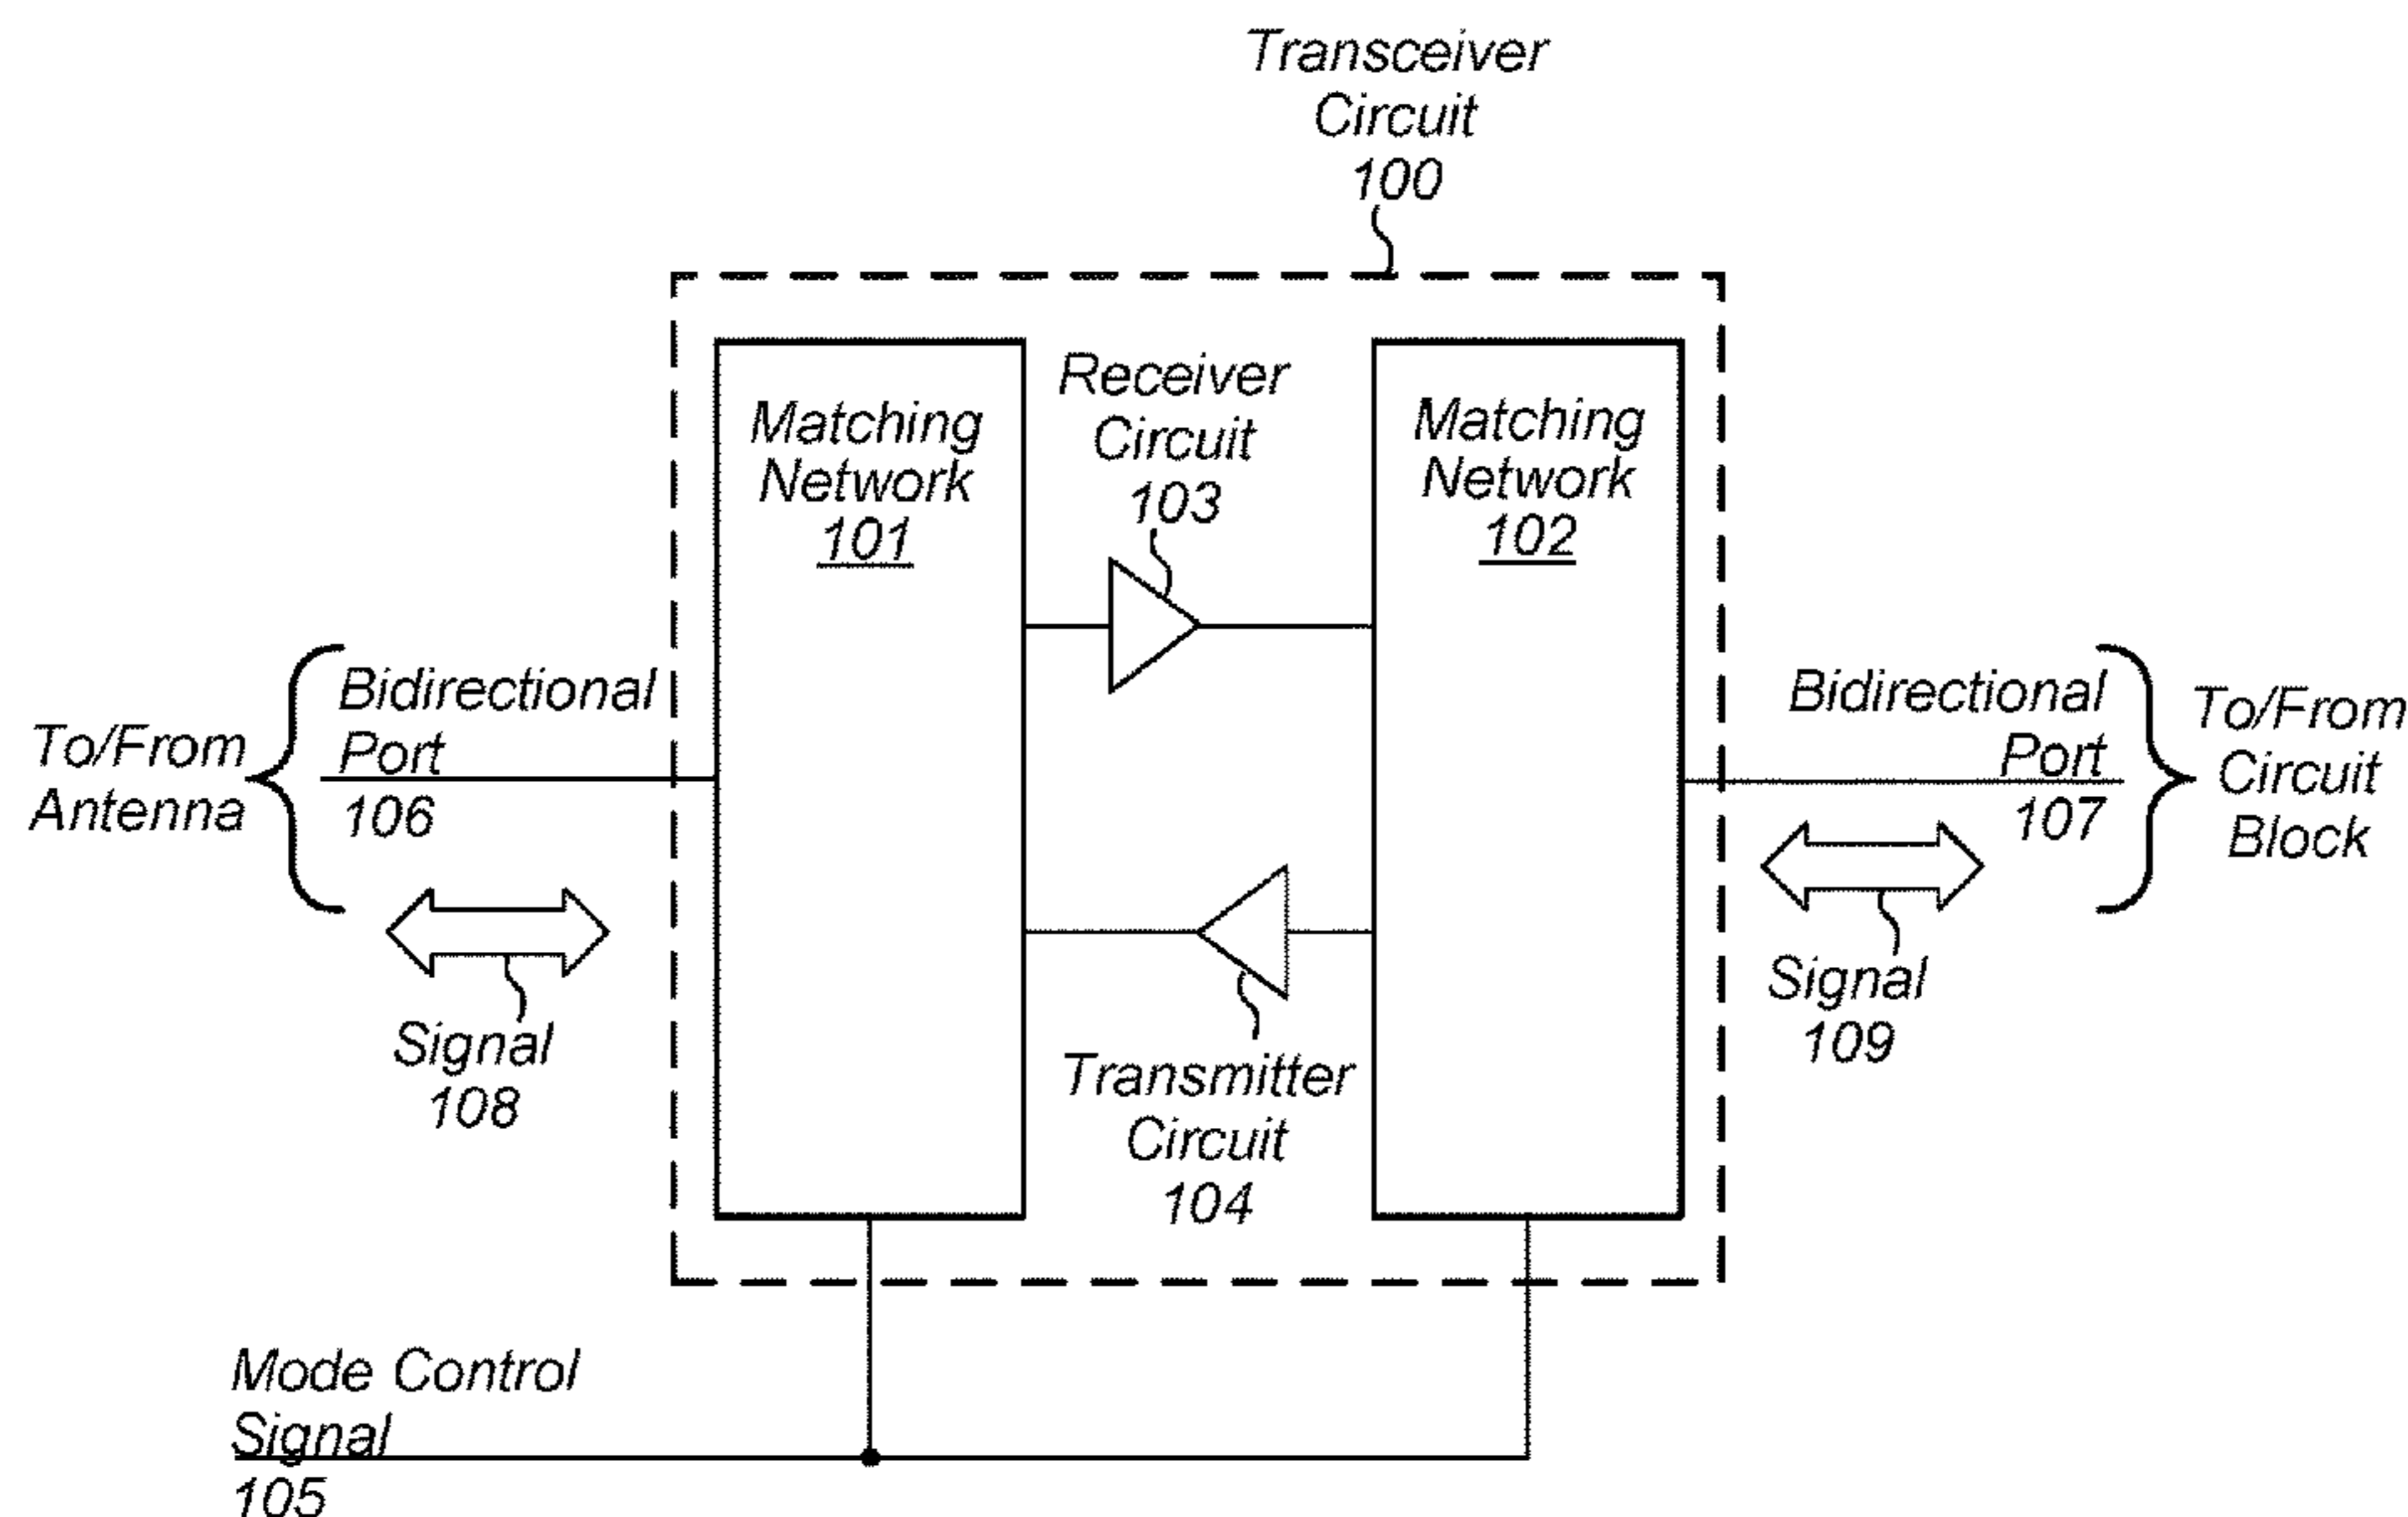 Transceiver
Circuit
100
Matching
Network
101
Receiver
Circuit
103
Matching
Network
102
To/From
Antenna
Bidirectional
Port
106
Signal
108
Bidirectional
Port
107
To/From
Circuit
Block
Signal
109
Transmitter
Circuit
104
Mode Control
Signal
105